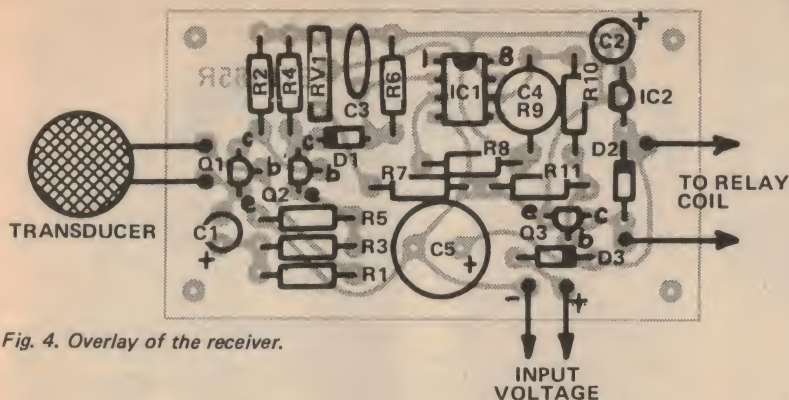 C2 +
R2 R4 RV1 C3 R6 1 8 IC1 C4 R9 R10 IC2
c D1 D2
Q1 b Q2 b R7 R8 R11
TO RELAY
COIL
e e R5 e c Q3 b
TRANSDUCER
C1 + R3 C5 + D3
R1 - +
Fig. 4. Overlay of the receiver.
INPUT
VOLTAGE